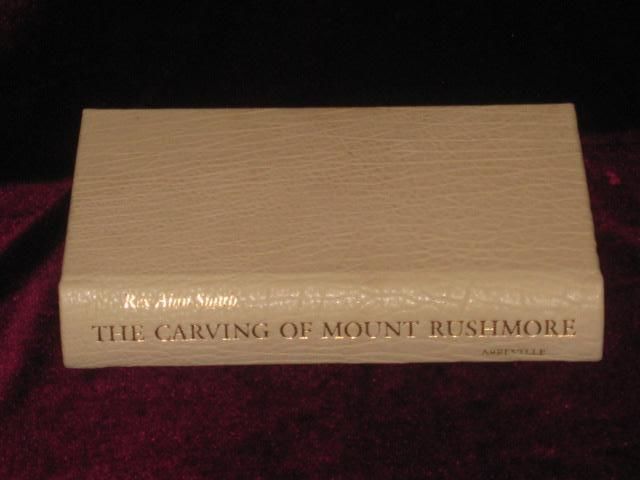 Rex Alan Smith
THE CARVING OF MOUNT RUSHMORE
ABBEVILLE